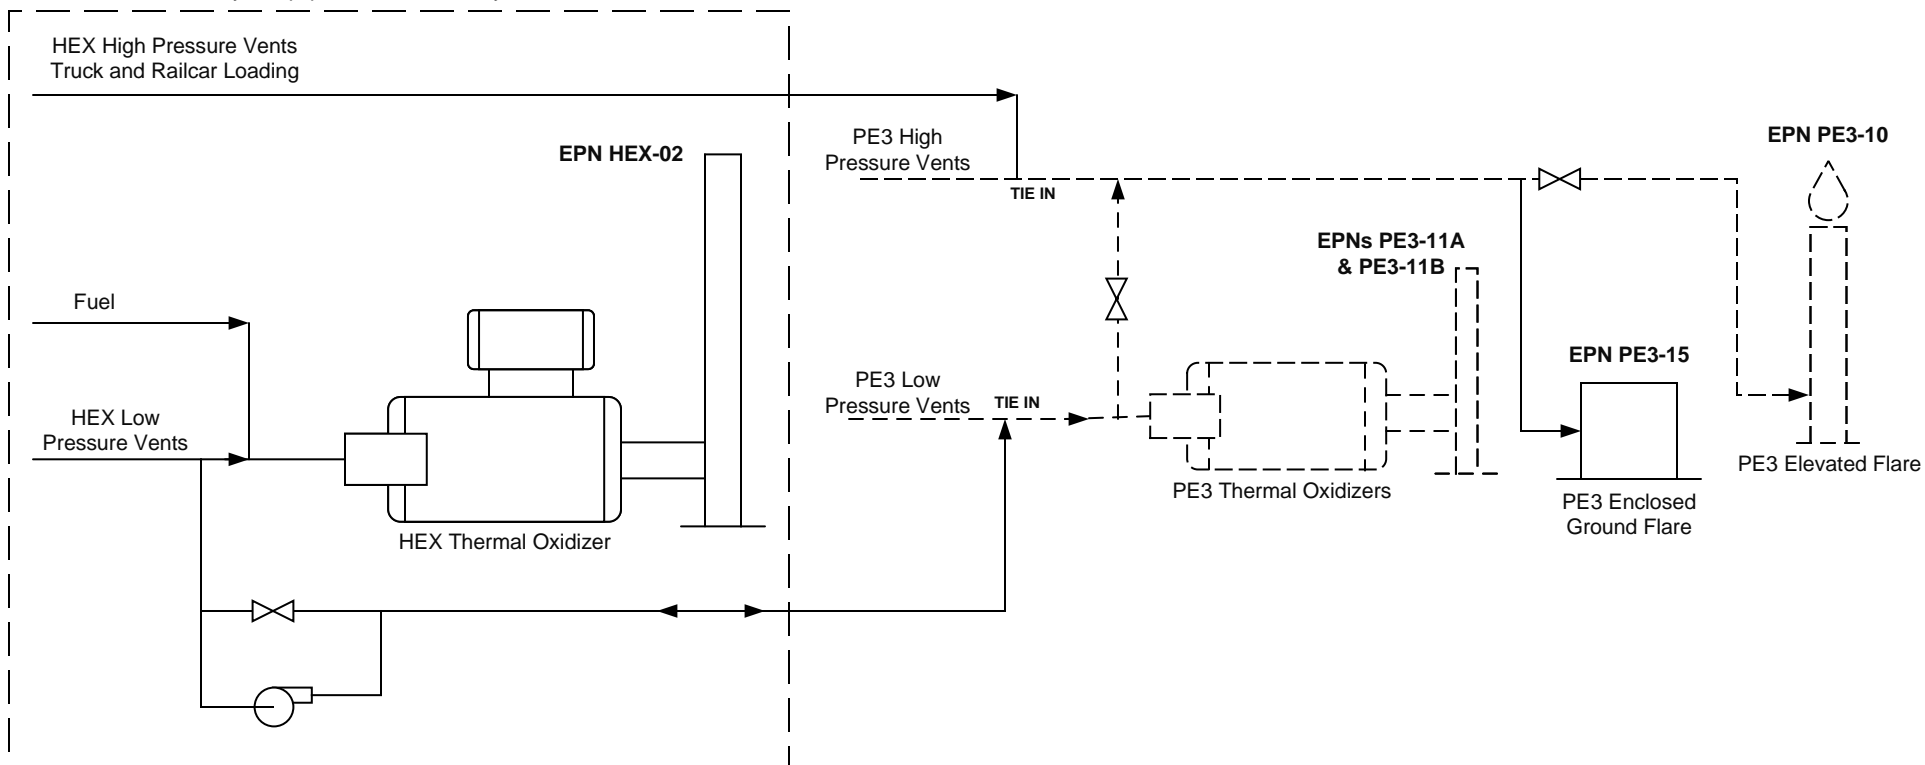 HEX High Pressure Vents
Truck and Railcar Loading
EPN HEX-02
PE3 High
Pressure Vents
TIE IN
EPN PE3-10
EPNs PE3-11A
& PE3-11B
Fuel
EPN PE3-15
PE3 Low
Pressure Vents
TIE IN
HEX Low
Pressure Vents
PE3 Elevated Flare
PE3 Thermal Oxidizers
PE3 Enclosed
Ground Flare
HEX Thermal Oxidizer